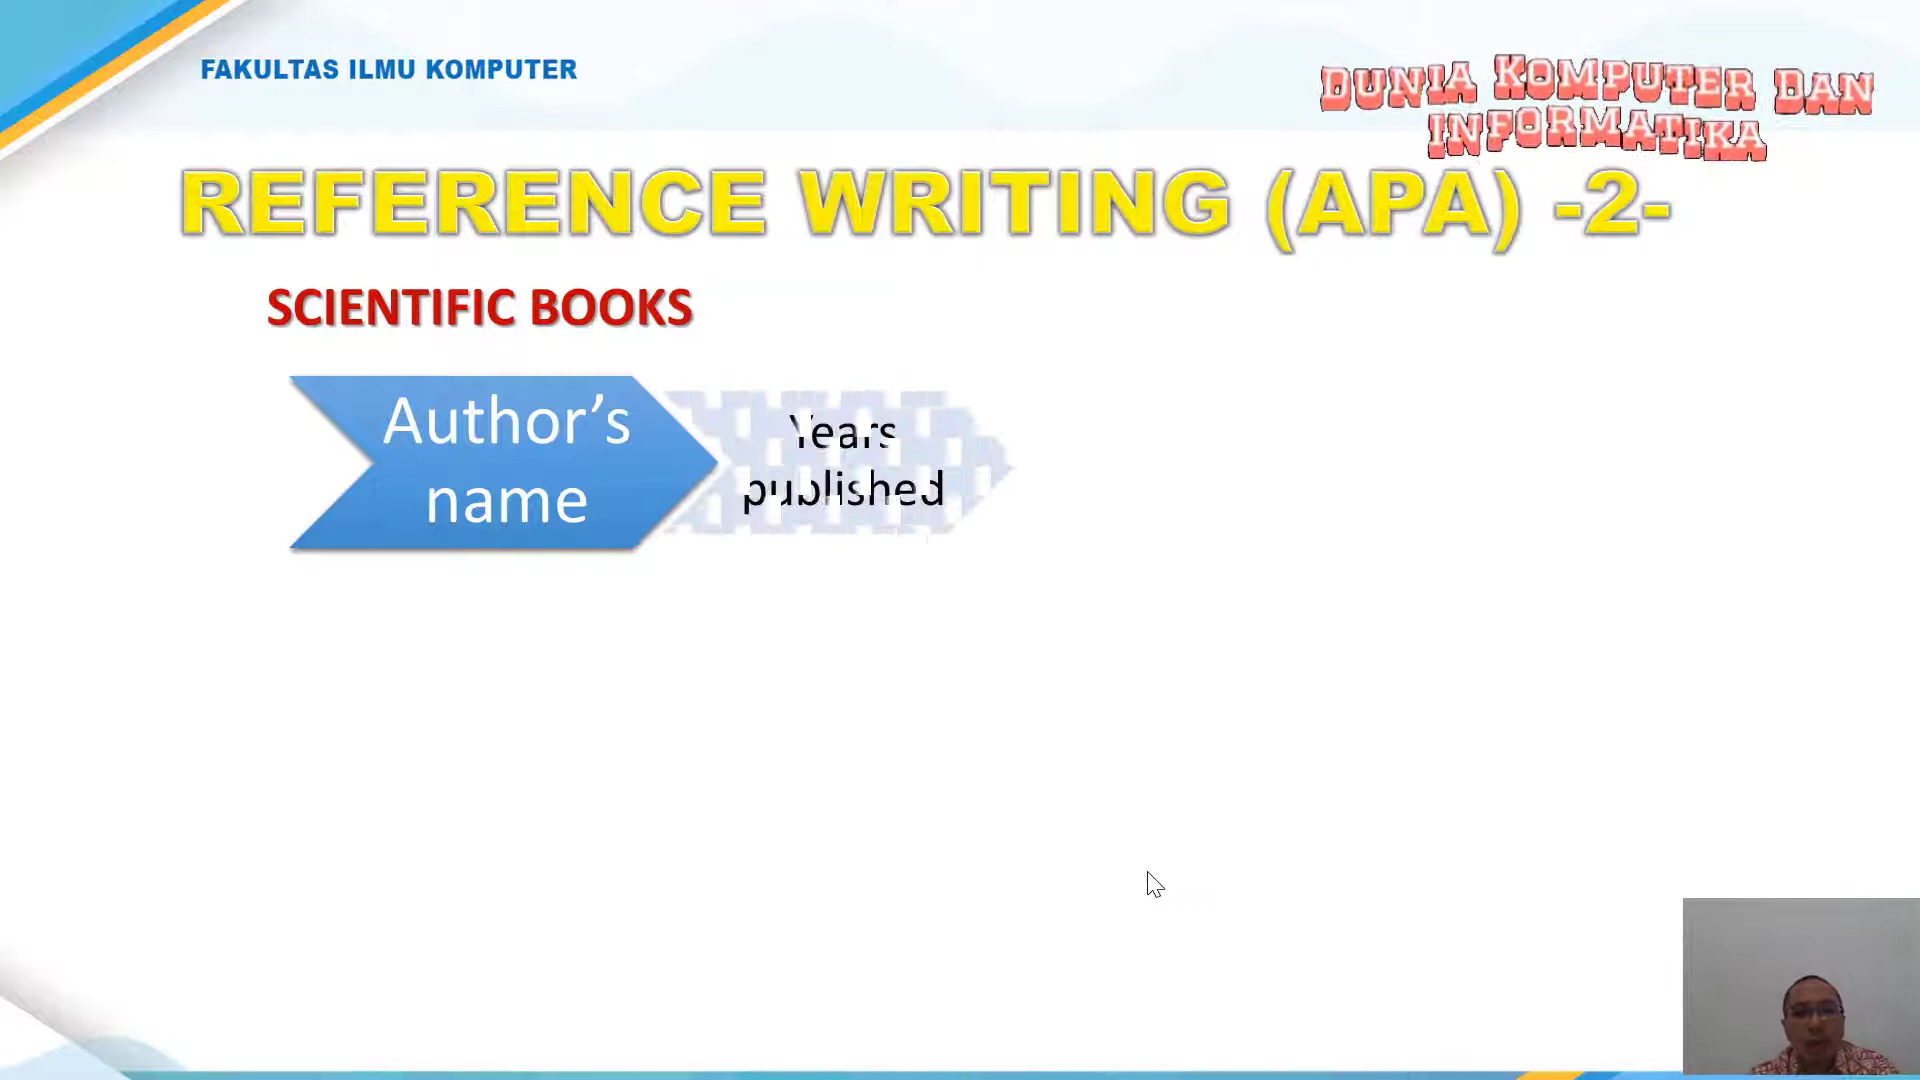 FAKULTAS ILMU KOMPUTER
DUNIA KOMPUTER DAN
INFORMATIKA
REFERENCE WRITING (APA) -2-
SCIENTIFIC BOOKS
Author’s
name
Years
published